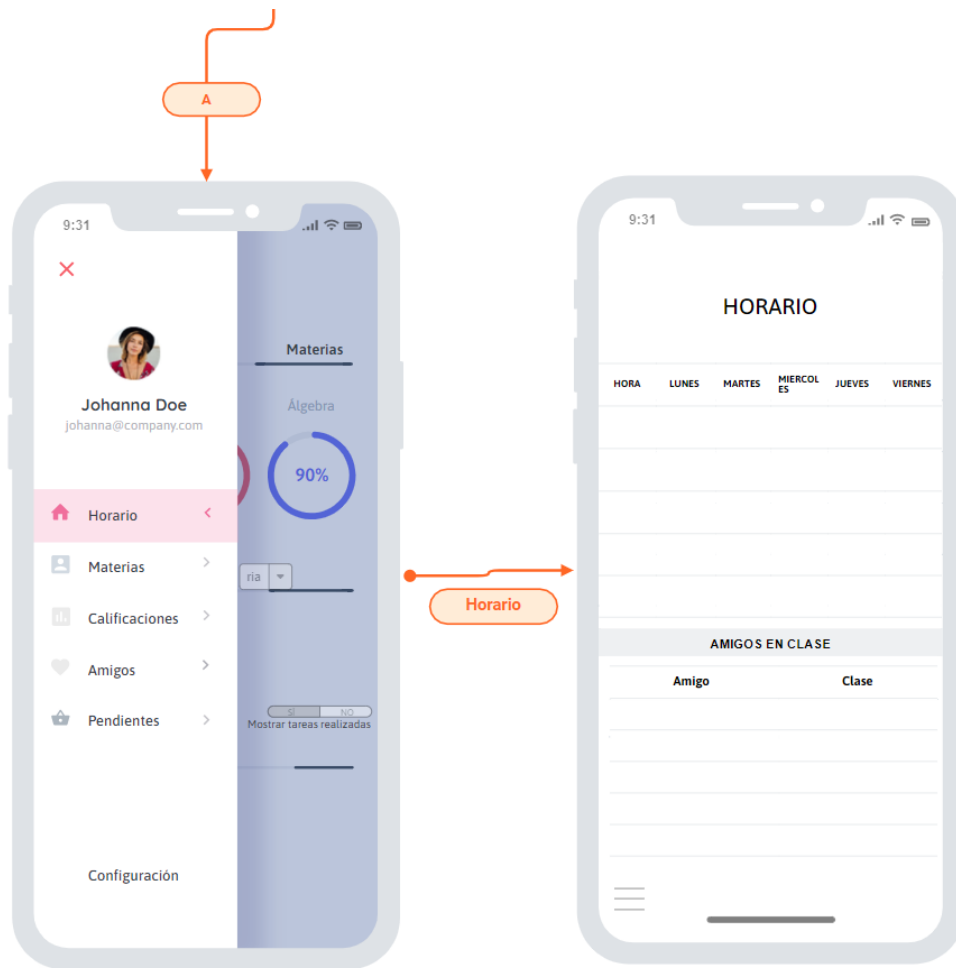 A
9:31
Johanna Doe
johanna@company.com
Horario
Materias
Calificaciones
Amigos
Pendientes
Configuración
Materias
Álgebra
90%
ria
SÍ NO
Mostrar tareas realizadas
Horario
9:31
HORARIO
HORA LUNES MARTES MIERCOL JUEVES VIERNES
ES
AMIGOS EN CLASE
Amigo Clase